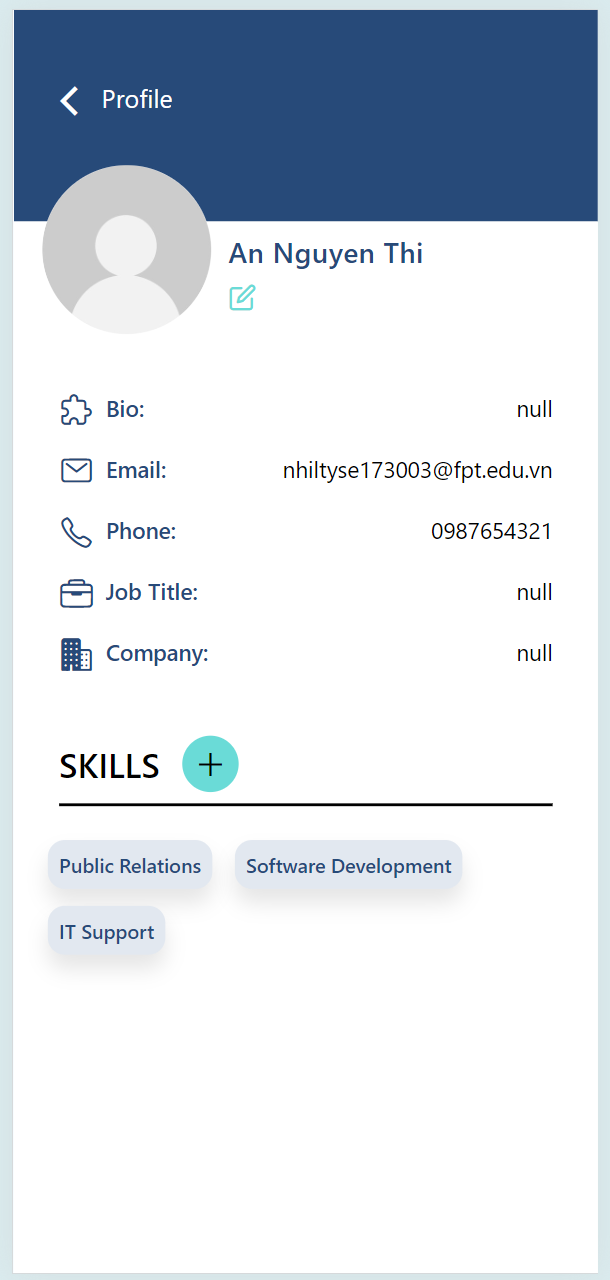 Profile
An Nguyen Thi
Bio: null
Email: nhiltyse173003@fpt.edu.vn
Phone: 0987654321
Job Title: null
Company: null
SKILLS
Public Relations Software Development
IT Support